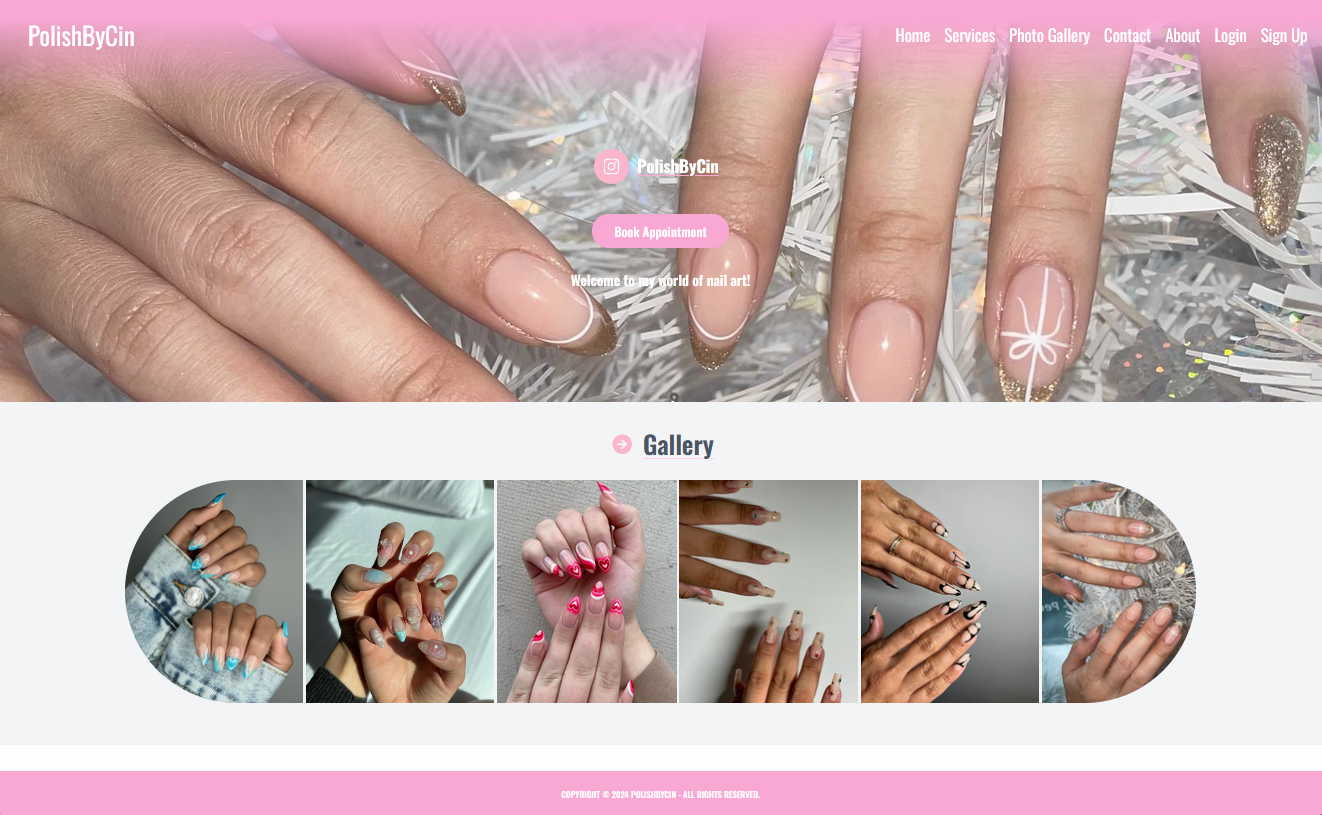 PolishByCin
Home Services Photo Gallery Contact About Login Sign Up
PolishByCin
Book Appointment
Welcome to my world of nail art!
Gallery
COPYRIGHT © 2024 POLISHBYCIN - ALL RIGHTS RESERVED.